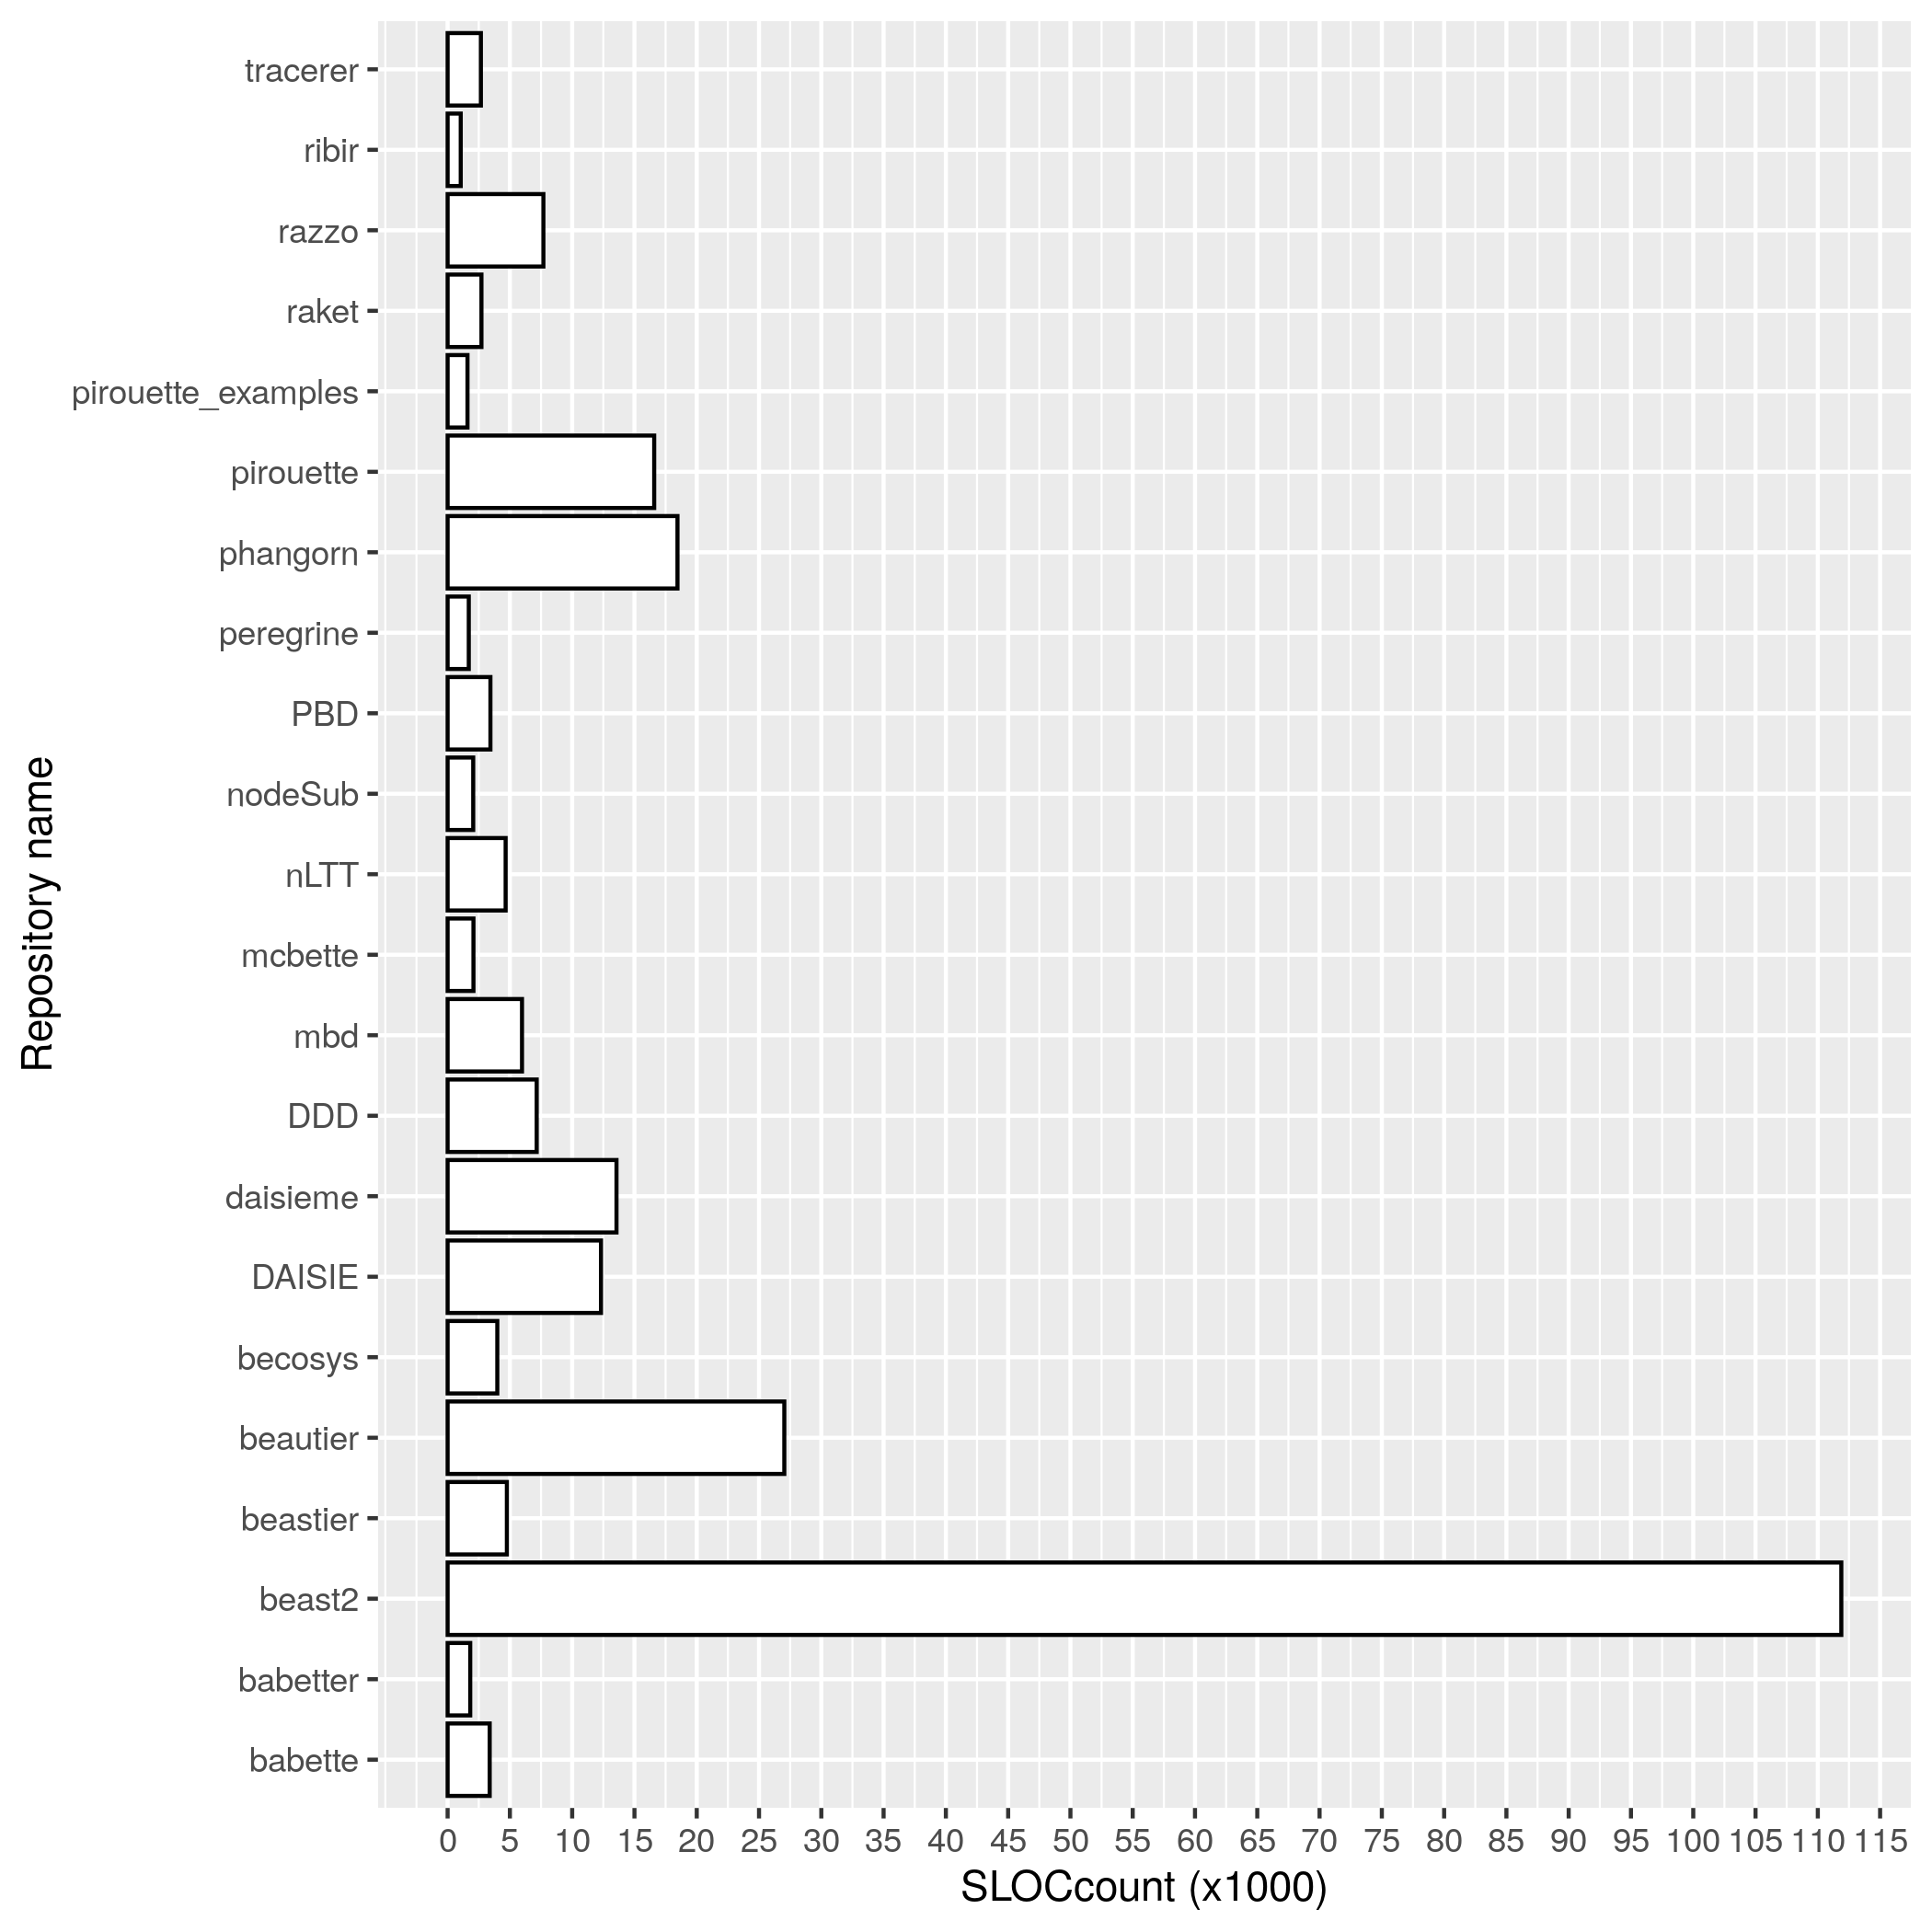 tracerer
ribir
razzo
raket
pirouette_examples
pirouette
phangorn
peregrine
PBD
nodeSub
nLTT
mcbette
mbd
DDD
daisieme
DAISIE
becosys
beautier
beastier
beast2
babetter
babette
Repository name
0 5 10 15 20 25 30 35 40 45 50 55 60 65 70 75 80 85 90 95 100 105 110 115
SLOCcount (x1000)